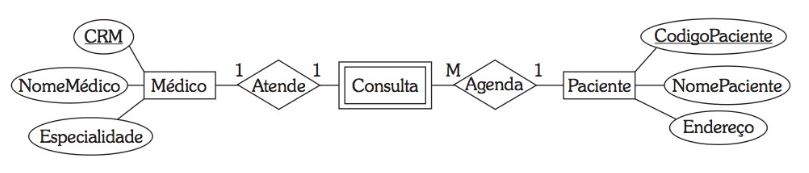 CRM
NomeMédico
Especialidade
Médico
1
Atende
1
Consulta
M
Agenda
1
Paciente
CodigoPaciente
NomePaciente
Endereço